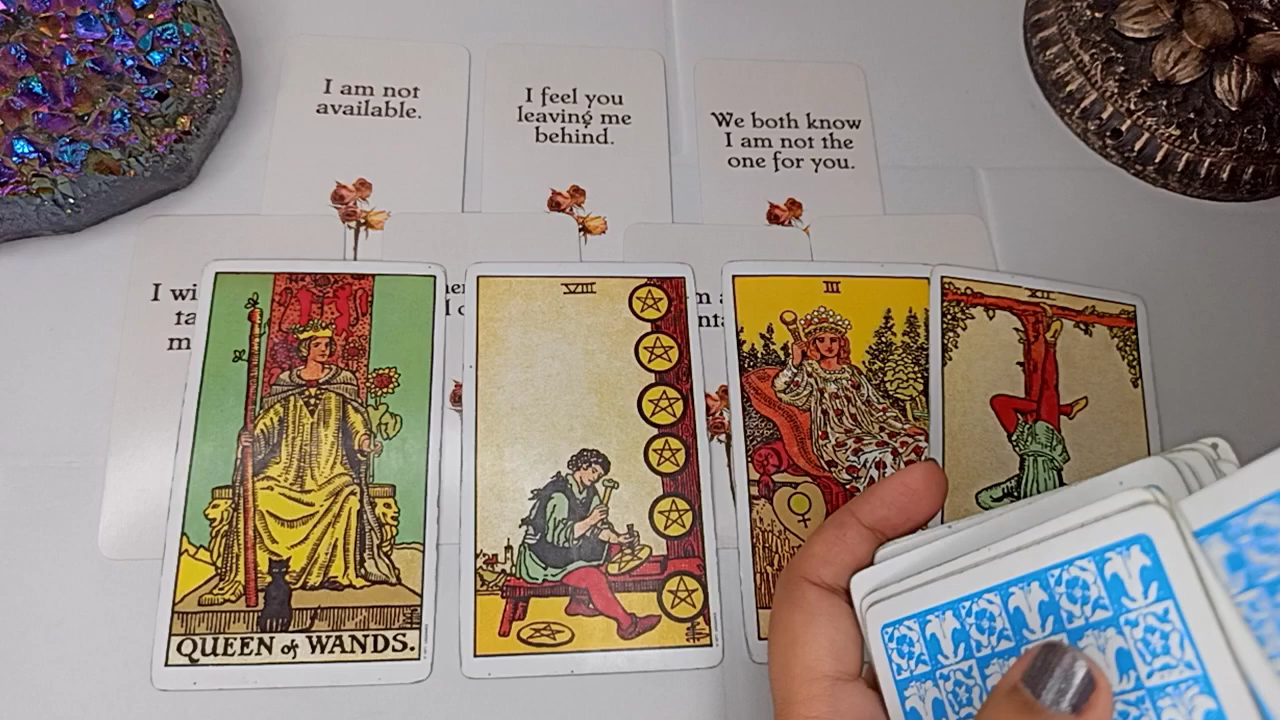 I am not
available.
I feel you
leaving me
behind.
We both know
I am not the
one for you.
I
VIII
III
XII
QUEEN of WANDS.